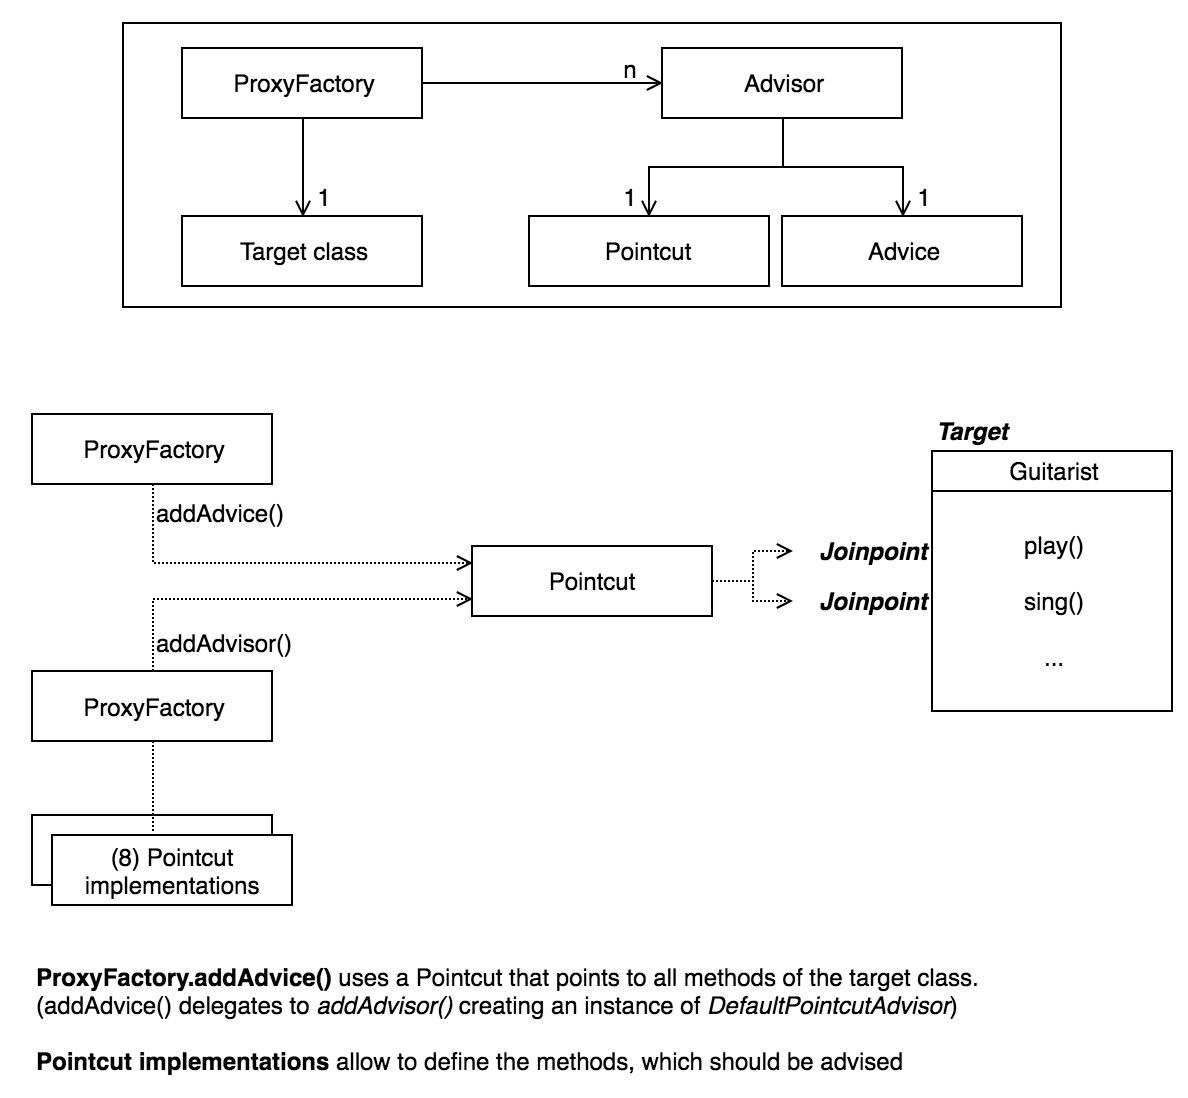 ProxyFactory
n
Advisor
1
1
1
Target class
Pointcut
Advice
Target
ProxyFactory
Guitarist
addAdvice()
Joinpoint
play()
Pointcut
Joinpoint
sing()
addAdvisor()
...
ProxyFactory
(8) Pointcut
implementations
ProxyFactory.addAdvice() uses a Pointcut that points to all methods of the target class.
(addAdvice() delegates to addAdvisor() creating an instance of DefaultPointcutAdvisor)
Pointcut implementations allow to define the methods, which should be advised